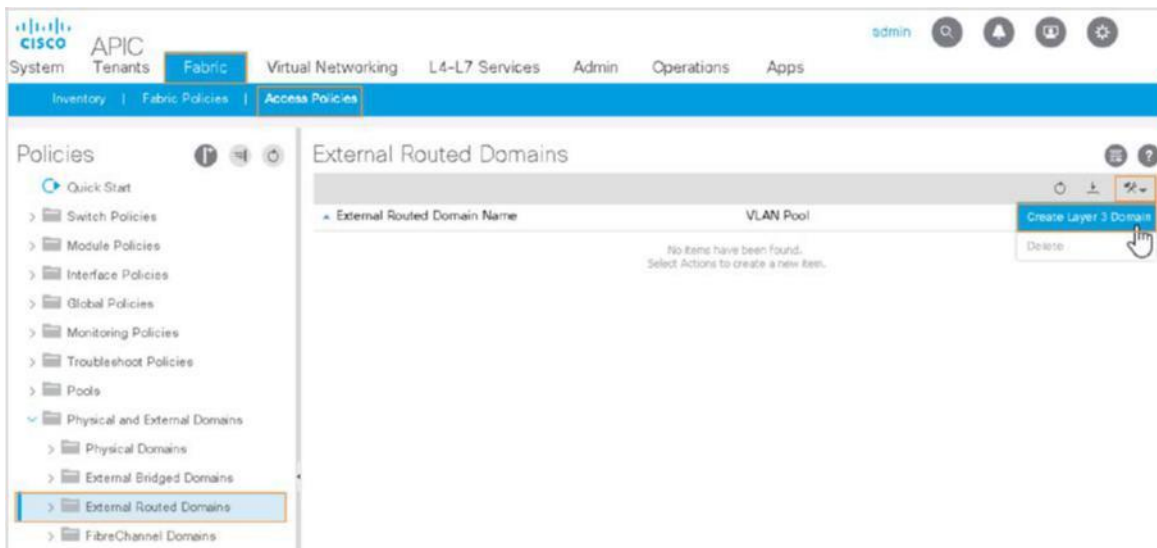 CISCO
APIC
admin
System Tenants Fabric Virtual Networking L4-L7 Services Admin Operations Apps
Inventory | Fabric Policies | Access Policies
Policies
Quick Start
Switch Policies
Module Policies
Interface Policies
Global Policies
Monitoring Policies
Troubleshoot Policies
Pools
Physical and External Domains
Physical Domains
External Bridged Domains
External Routed Domains
FibreChannel Domains
External Routed Domains
?
External Routed Domain Name VLAN Pool
Create Layer 3 Domain
Delete
No items have been found.
Select Actions to create a new item.